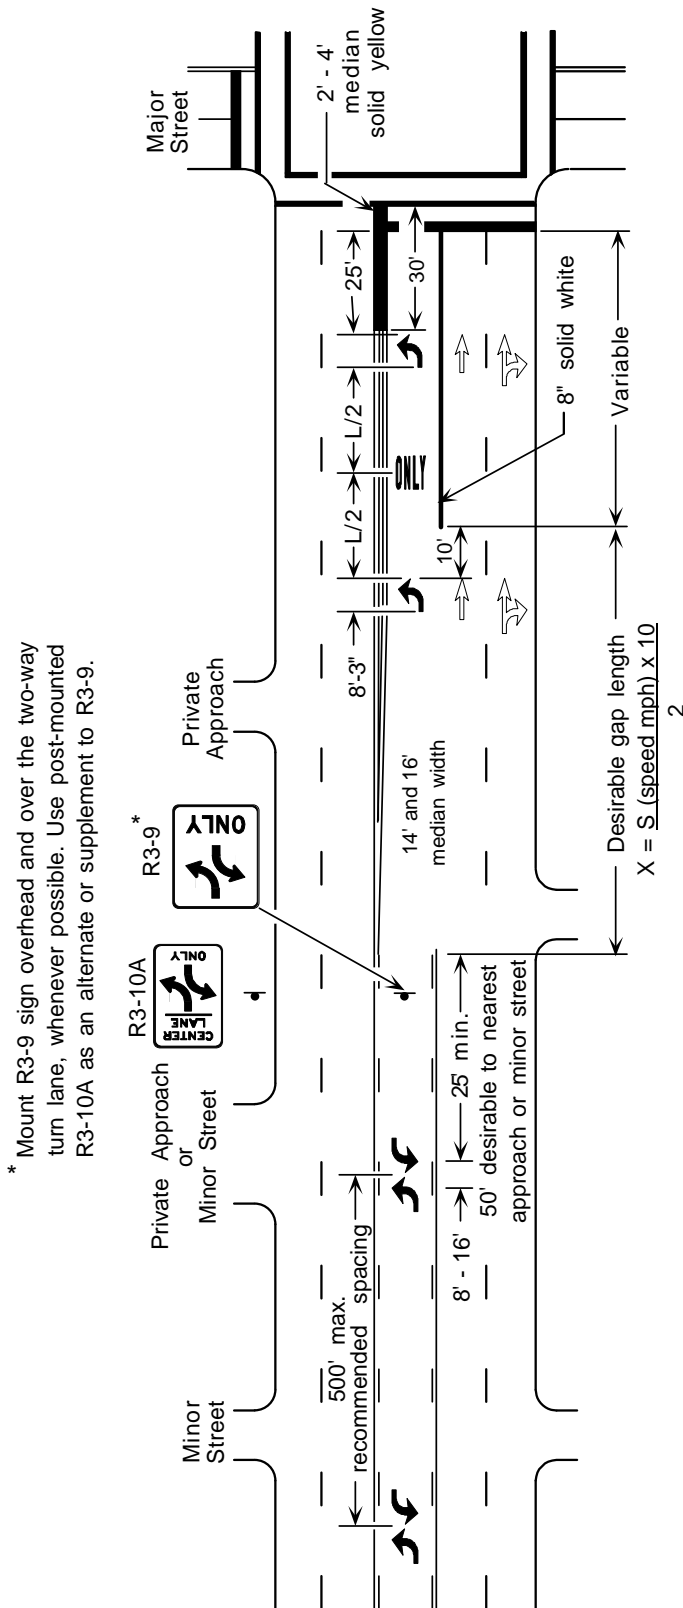 * Mount R3-9 sign overhead and over the two-way
turn lane, whenever possible. Use post-mounted
R3-10A as an alternate or supplement to R3-9.
Minor
Street
Private Approach
or
Minor Street
R3-10A
CENTER
LANE
ONLY
R3-9 *
ONLY
Private
Approach
Major
Street
500' max.
recommended spacing
8'-3"
L/2
L/2
25'
30'
2' - 4'
median
solid yellow
14' and 16'
median width
ONLY
10'
8" solid white
8' - 16'
25' min.
50' desirable to nearest
approach or minor street
Desirable gap length
X = S (speed mph) x 10
2
Variable